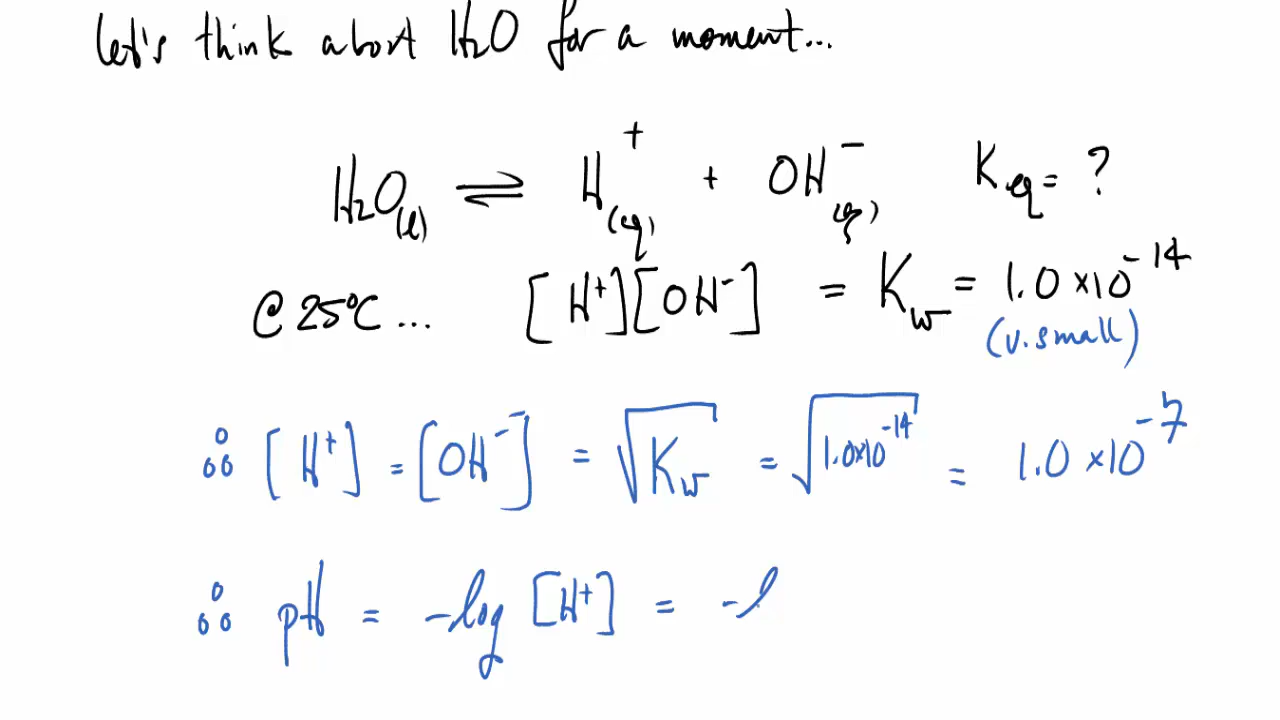 let's think about H₂O for a moment...
H₂O(l) ⇌ H⁺(aq) + OH⁻(aq) Keq = ?
@ 25°C ... [H⁺][OH⁻] = Kw = 1.0 ×10⁻¹⁴
(v. small)
∴ [H⁺] = [OH⁻] = √Kw = √1.0×10⁻¹⁴ = 1.0 ×10⁻⁷
∴ pH = -log [H⁺] = -l